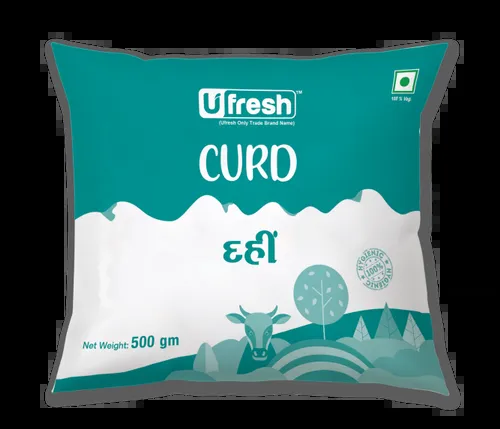 Ufresh™
(Ufresh Only Trade Brand Name)
CURD
દહીં
HYGIENIC
100%
HYGIENIC
Net Weight: 500 gm